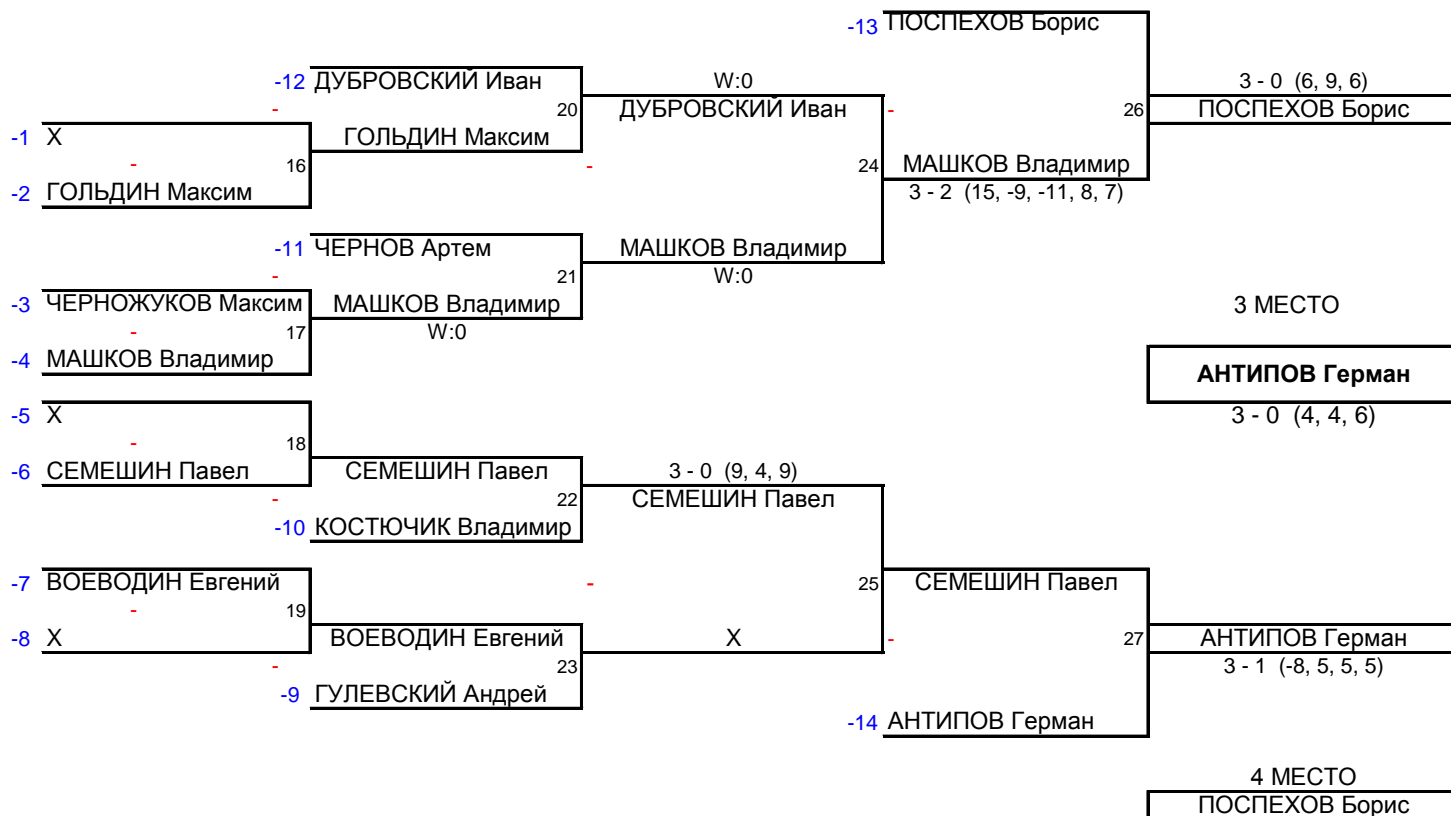 -13 ПОСПЕХОВ Борис
-12 ДУБРОВСКИЙ Иван W:0 3 - 0 (6, 9, 6)
- 20 ДУБРОВСКИЙ Иван - 26 ПОСПЕХОВ Борис
-1 X ГОЛЬДИН Максим
- 16 - 24 МАШКОВ Владимир
-2 ГОЛЬДИН Максим 3 - 2 (15, -9, -11, 8, 7)
-11 ЧЕРНОВ Артем МАШКОВ Владимир
- 21 W:0
-3 ЧЕРНОЖУКОВ Максим МАШКОВ Владимир 3 МЕСТО
- 17 W:0
-4 МАШКОВ Владимир АНТИПОВ Герман
-5 X 3 - 0 (4, 4, 6)
- 18
-6 СЕМЕШИН Павел СЕМЕШИН Павел 3 - 0 (9, 4, 9)
- 22 СЕМЕШИН Павел
-10 КОСТЮЧИК Владимир
-7 ВОЕВОДИН Евгений - 25 СЕМЕШИН Павел
- 19
-8 X ВОЕВОДИН Евгений X - 27 АНТИПОВ Герман
- 23 3 - 1 (-8, 5, 5, 5)
-9 ГУЛЕВСКИЙ Андрей
-14 АНТИПОВ Герман
4 МЕСТО
ПОСПЕХОВ Борис